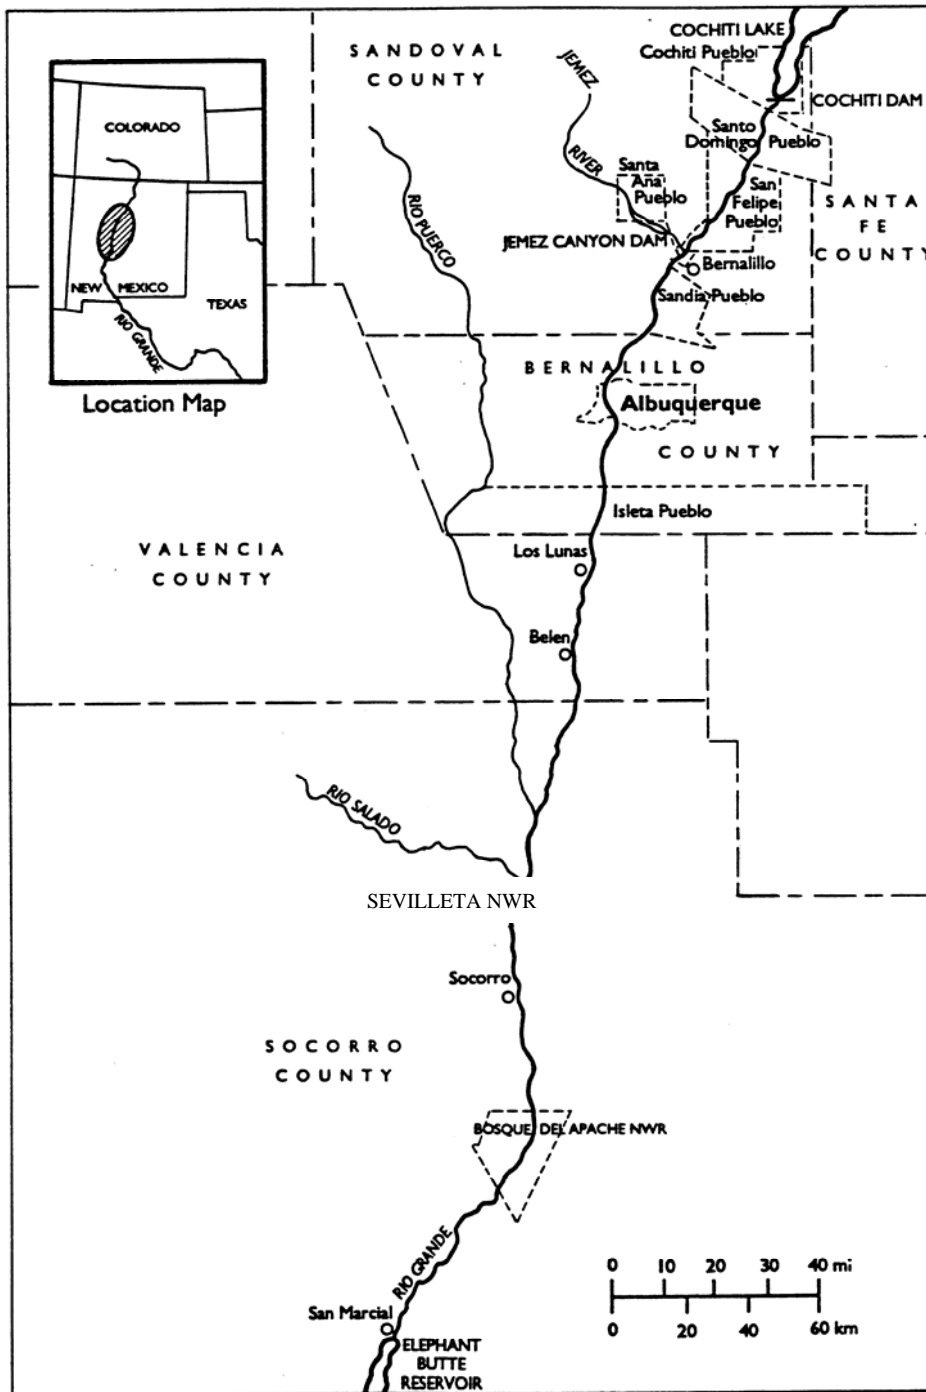 COCHITI LAKE
Cochiti Pueblo
SANDOVAL
COUNTY
JEMEZ
RIVER
COCHITI DAM
Santo
Domingo Pueblo
Santa
Ana
Pueblo
San
Felipe
Pueblo
SANTA
FE
COUNTY
JEMEZ CANYON DAM
Bernalillo
Sandia Pueblo
RIO PUERCO
COLORADO
NEW MEXICO
TEXAS
RIO GRANDE
Location Map
BERNALILLO
Albuquerque
COUNTY
Isleta Pueblo
VALENCIA
COUNTY
Los Lunas
Belen
RIO SALADO
SEVILLETA NWR
Socorro
SOCORRO
COUNTY
BOSQUE DEL APACHE NWR
RIO GRANDE
San Marcial
ELEPHANT
BUTTE
RESERVOIR
0 10 20 30 40 mi
0 20 40 60 km